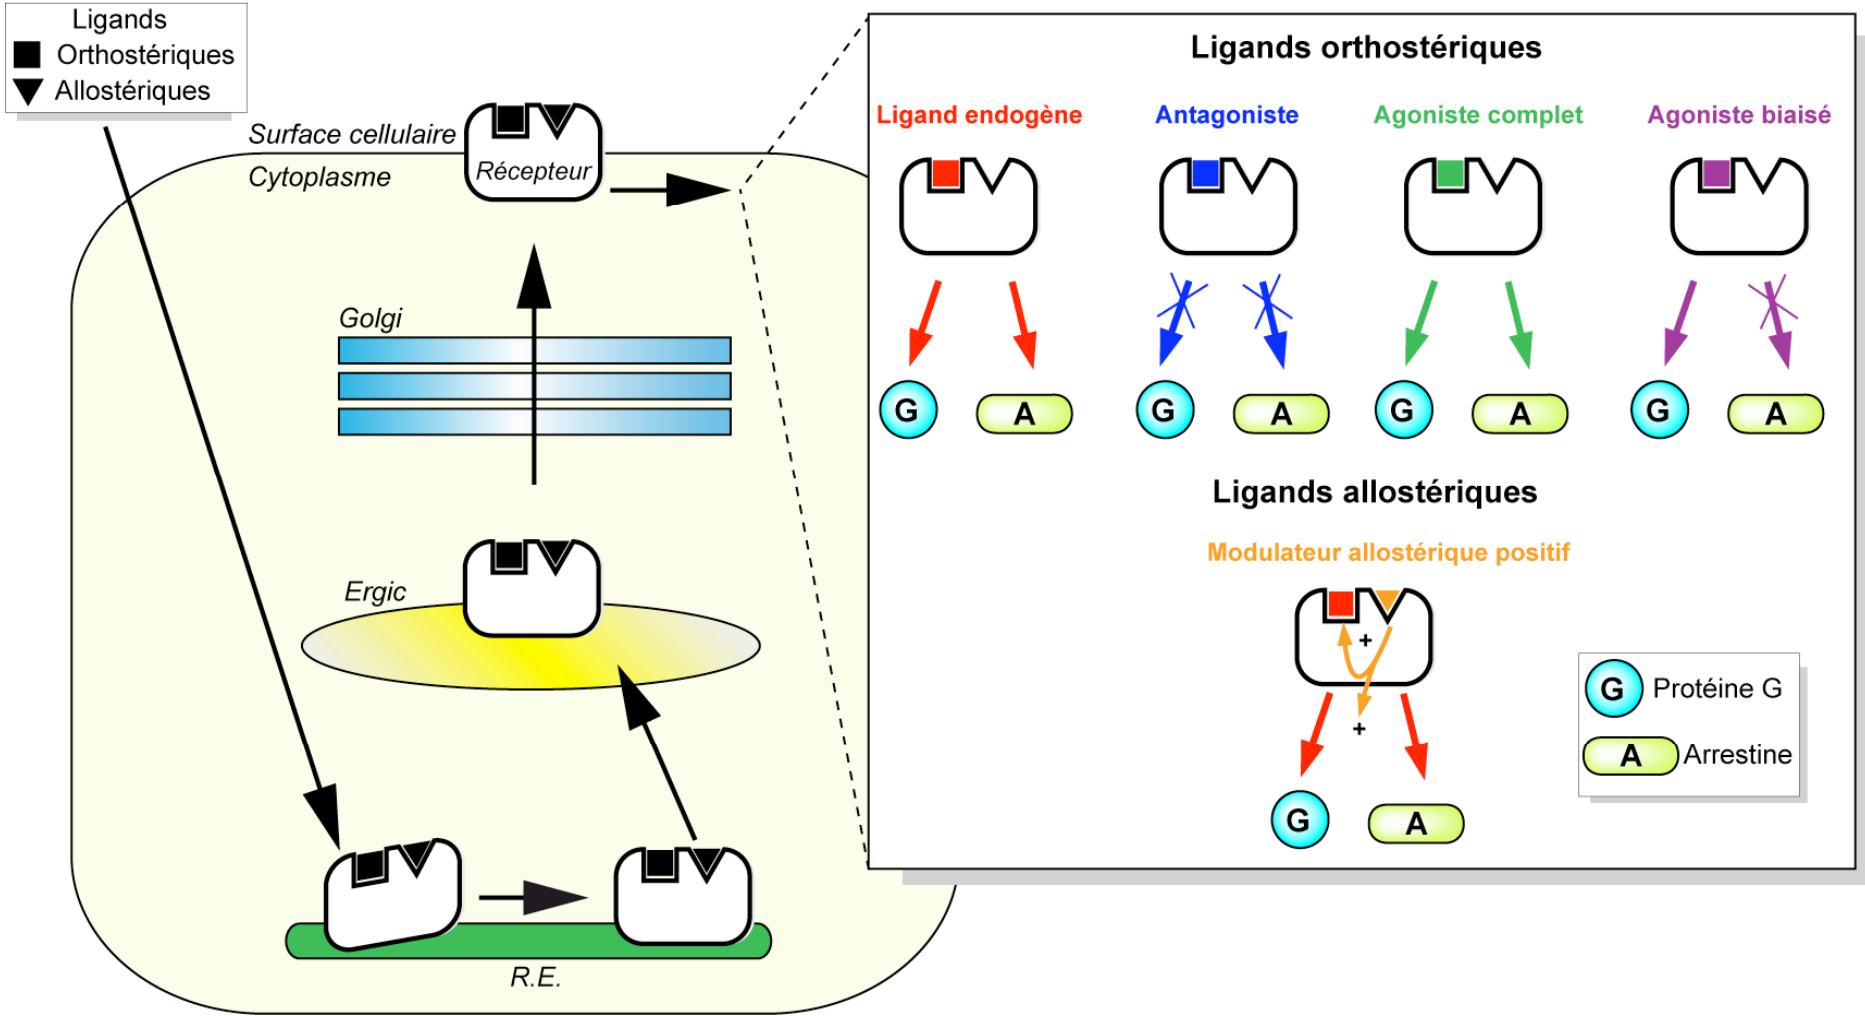 Ligands
Orthostériques
Allostériques
Surface cellulaire
Cytoplasme
Récepteur
Golgi
Ergic
R.E.
Ligands orthostériques
Ligand endogène
Antagoniste
Agoniste complet
Agoniste biaisé
G
A
G
A
G
A
G
A
Ligands allostériques
Modulateur allostérique positif
+
+
G
A
G Protéine G
A Arrestine